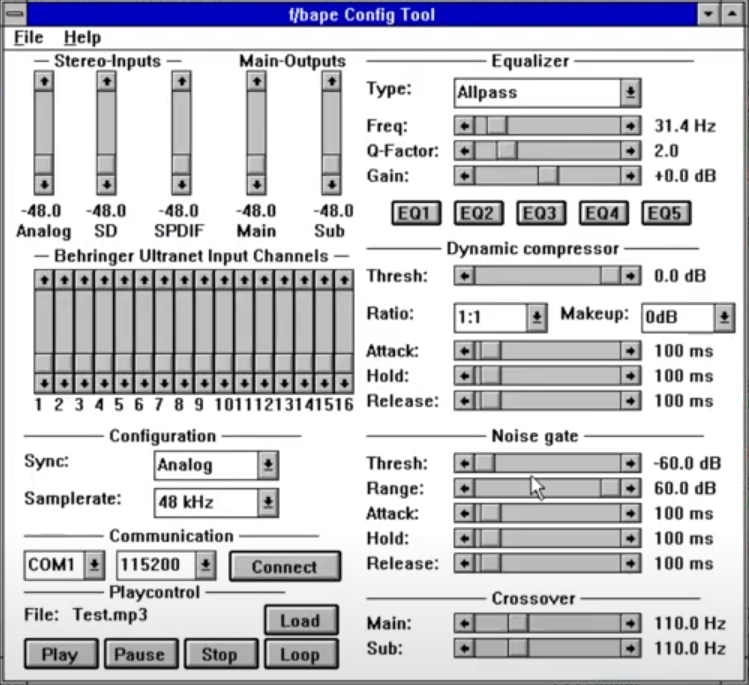 f/bape Config Tool
File Help
Stereo-Inputs
Main-Outputs
-48.0 -48.0 -48.0 -48.0 -48.0
Analog SD SPDIF Main Sub
Behringer Ultranet Input Channels
1 2 3 4 5 6 7 8 9 10 11 12 13 14 15 16
Configuration
Sync: Analog
Samplerate: 48 kHz
Communication
COM1 115200 Connect
Playcontrol
File: Test.mp3 Load
Play Pause Stop Loop
Equalizer
Type: Allpass
Freq: 31.4 Hz
Q-Factor: 2.0
Gain: +0.0 dB
EQ1 EQ2 EQ3 EQ4 EQ5
Dynamic compressor
Thresh: 0.0 dB
Ratio: 1:1 Makeup: 0dB
Attack: 100 ms
Hold: 100 ms
Release: 100 ms
Noise gate
Thresh: -60.0 dB
Range: 60.0 dB
Attack: 100 ms
Hold: 100 ms
Release: 100 ms
Crossover
Main: 110.0 Hz
Sub: 110.0 Hz